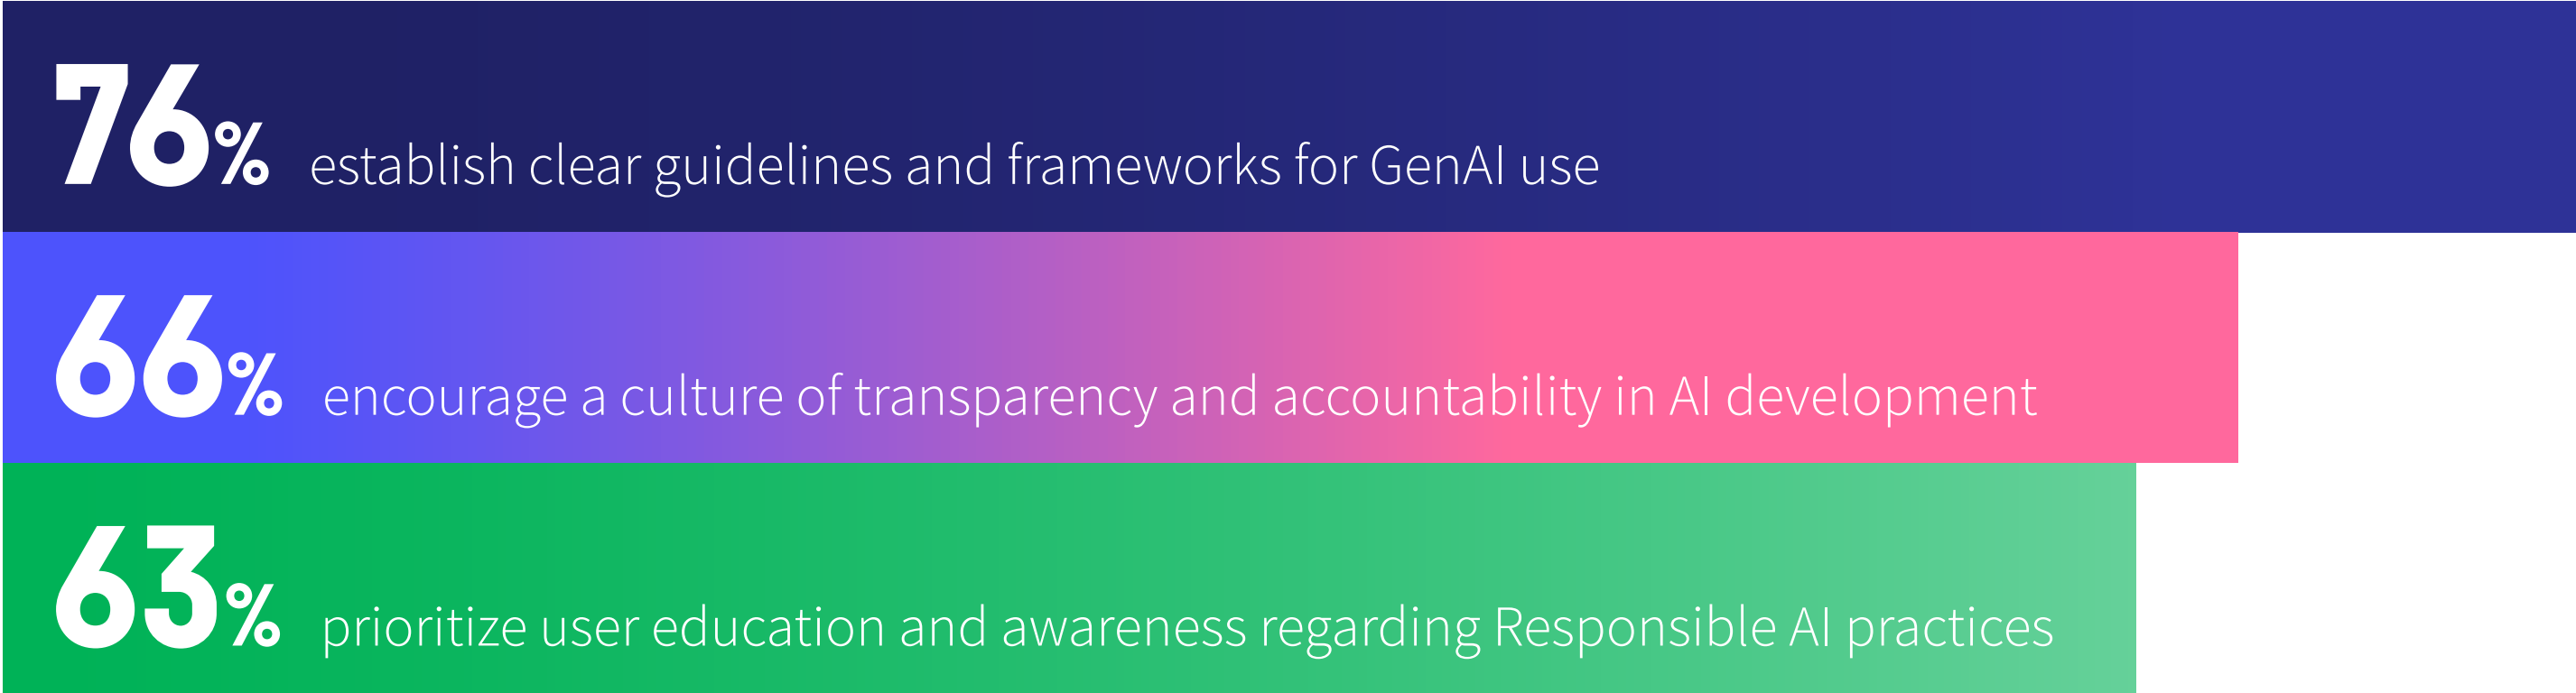 76% establish clear guidelines and frameworks for GenAI use
66% encourage a culture of transparency and accountability in AI development
63% prioritize user education and awareness regarding Responsible AI practices